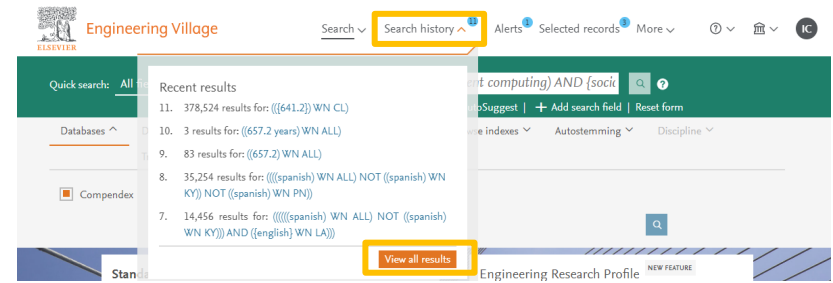 Engineering Village
ELSEVIER
Search
Search history
11
Alerts
1
Selected records
3
More
IC
Quick search: All
t computing) AND {socic
oSuggest | + Add search field | Reset form
Databases
e indexes
Autostemming
Discipline
Compendex
Recent results
11. 378,524 results for: (({641.2}) WN CL)
10. 3 results for: ((657.2 years) WN ALL)
9. 83 results for: ((657.2) WN ALL)
8. 35,254 results for: ((((spanish) WN ALL) NOT ((spanish) WN
KY)) NOT ((spanish) WN PN))
7. 14,456 results for: ((((((spanish) WN ALL) NOT ((spanish)
WN KY))) AND ({english} WN LA)))
View all results
Stand
Engineering Research Profile
NEW FEATURE